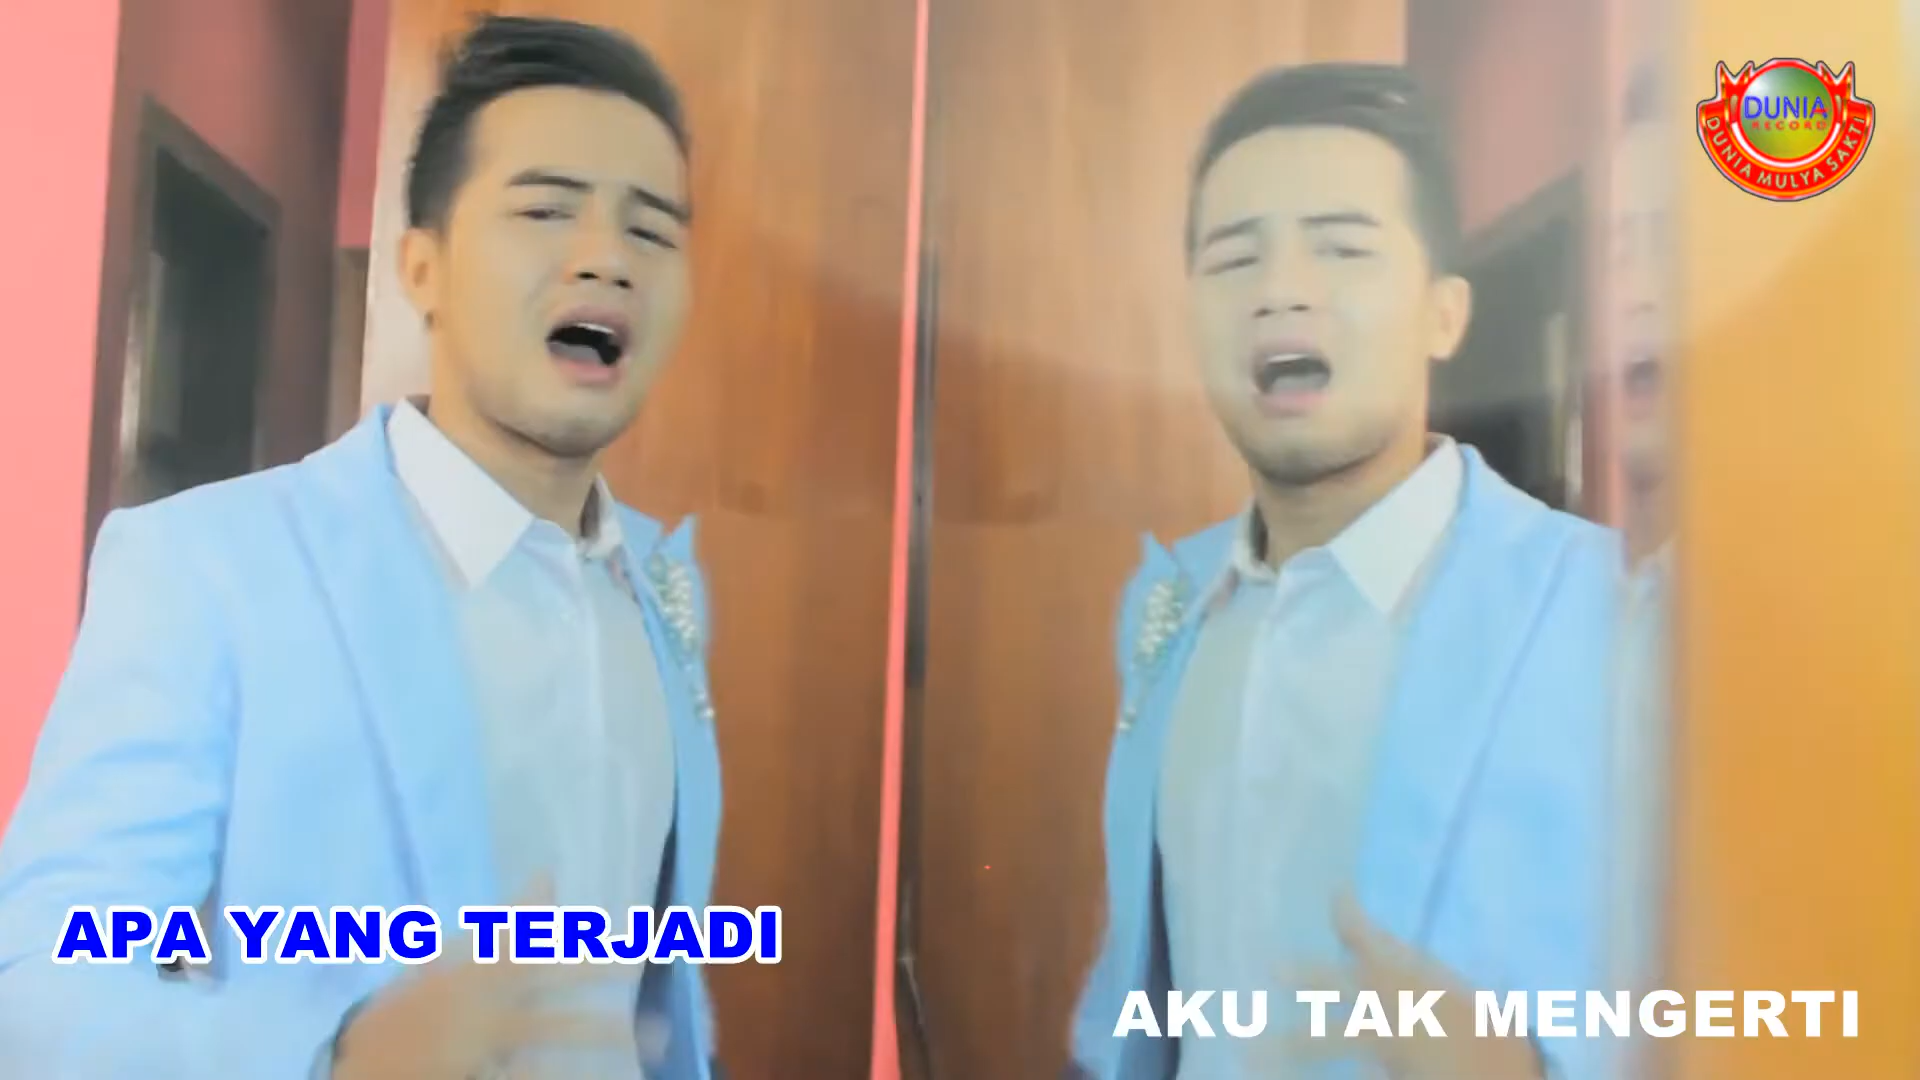 DUNIA
RECORD
DUNIA MULYA SAKTI
APA YANG TERJADI
AKU TAK MENGERTI